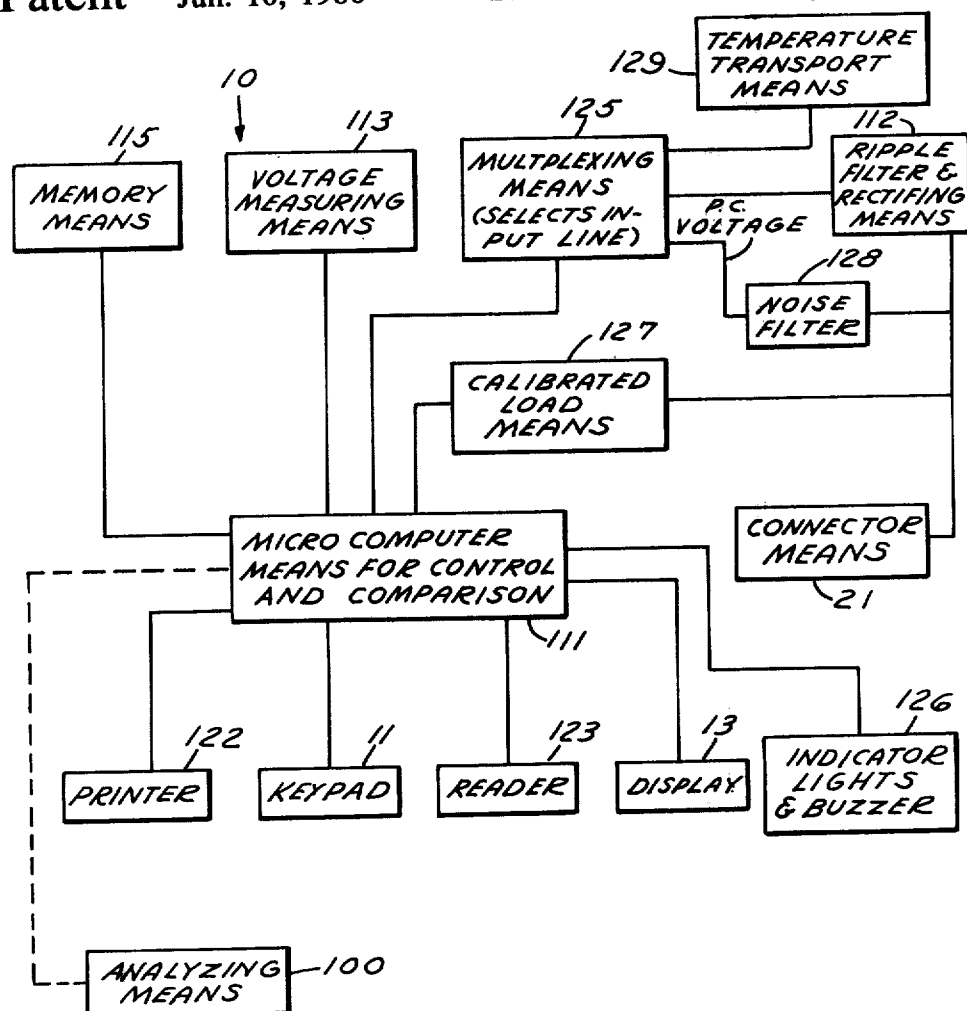 Patent Jun. 10, 1986
TEMPERATURE
TRANSPORT
MEANS
129
10
115
MEMORY
MEANS
113
VOLTAGE
MEASURING
MEANS
125
MULTPLEXING
MEANS
(SELECTS IN-
PUT LINE)
112
RIPPLE
FILTER &
RECTIFING
MEANS
P.C.
VOLTAGE
128
NOISE
FILTER
127
CALIBRATED
LOAD
MEANS
MICRO COMPUTER
MEANS FOR CONTROL
AND COMPARISON
111
CONNECTOR
MEANS
21
122
PRINTER
11
KEYPAD
123
READER
13
DISPLAY
126
INDICATOR
LIGHTS
& BUZZER
ANALYZING
MEANS
100